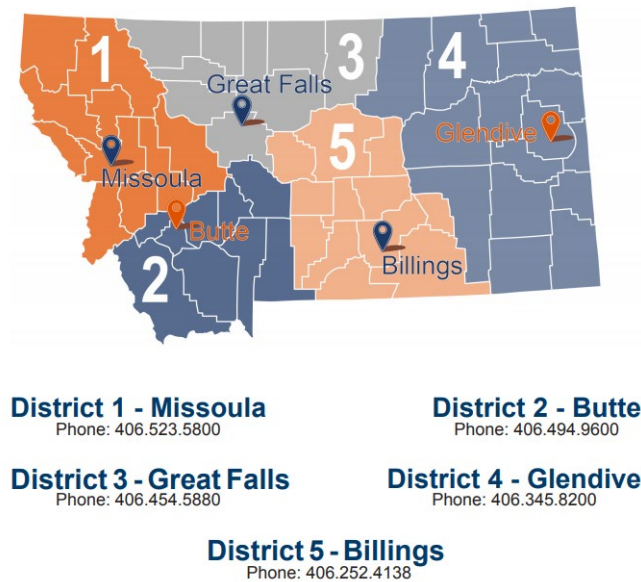 1
3
4
Great Falls
Glendive
5
Missoula
Butte
Billings
2
District 1 - Missoula
Phone: 406.523.5800
District 2 - Butte
Phone: 406.494.9600
District 3 - Great Falls
Phone: 406.454.5880
District 4 - Glendive
Phone: 406.345.8200
District 5 - Billings
Phone: 406.252.4138